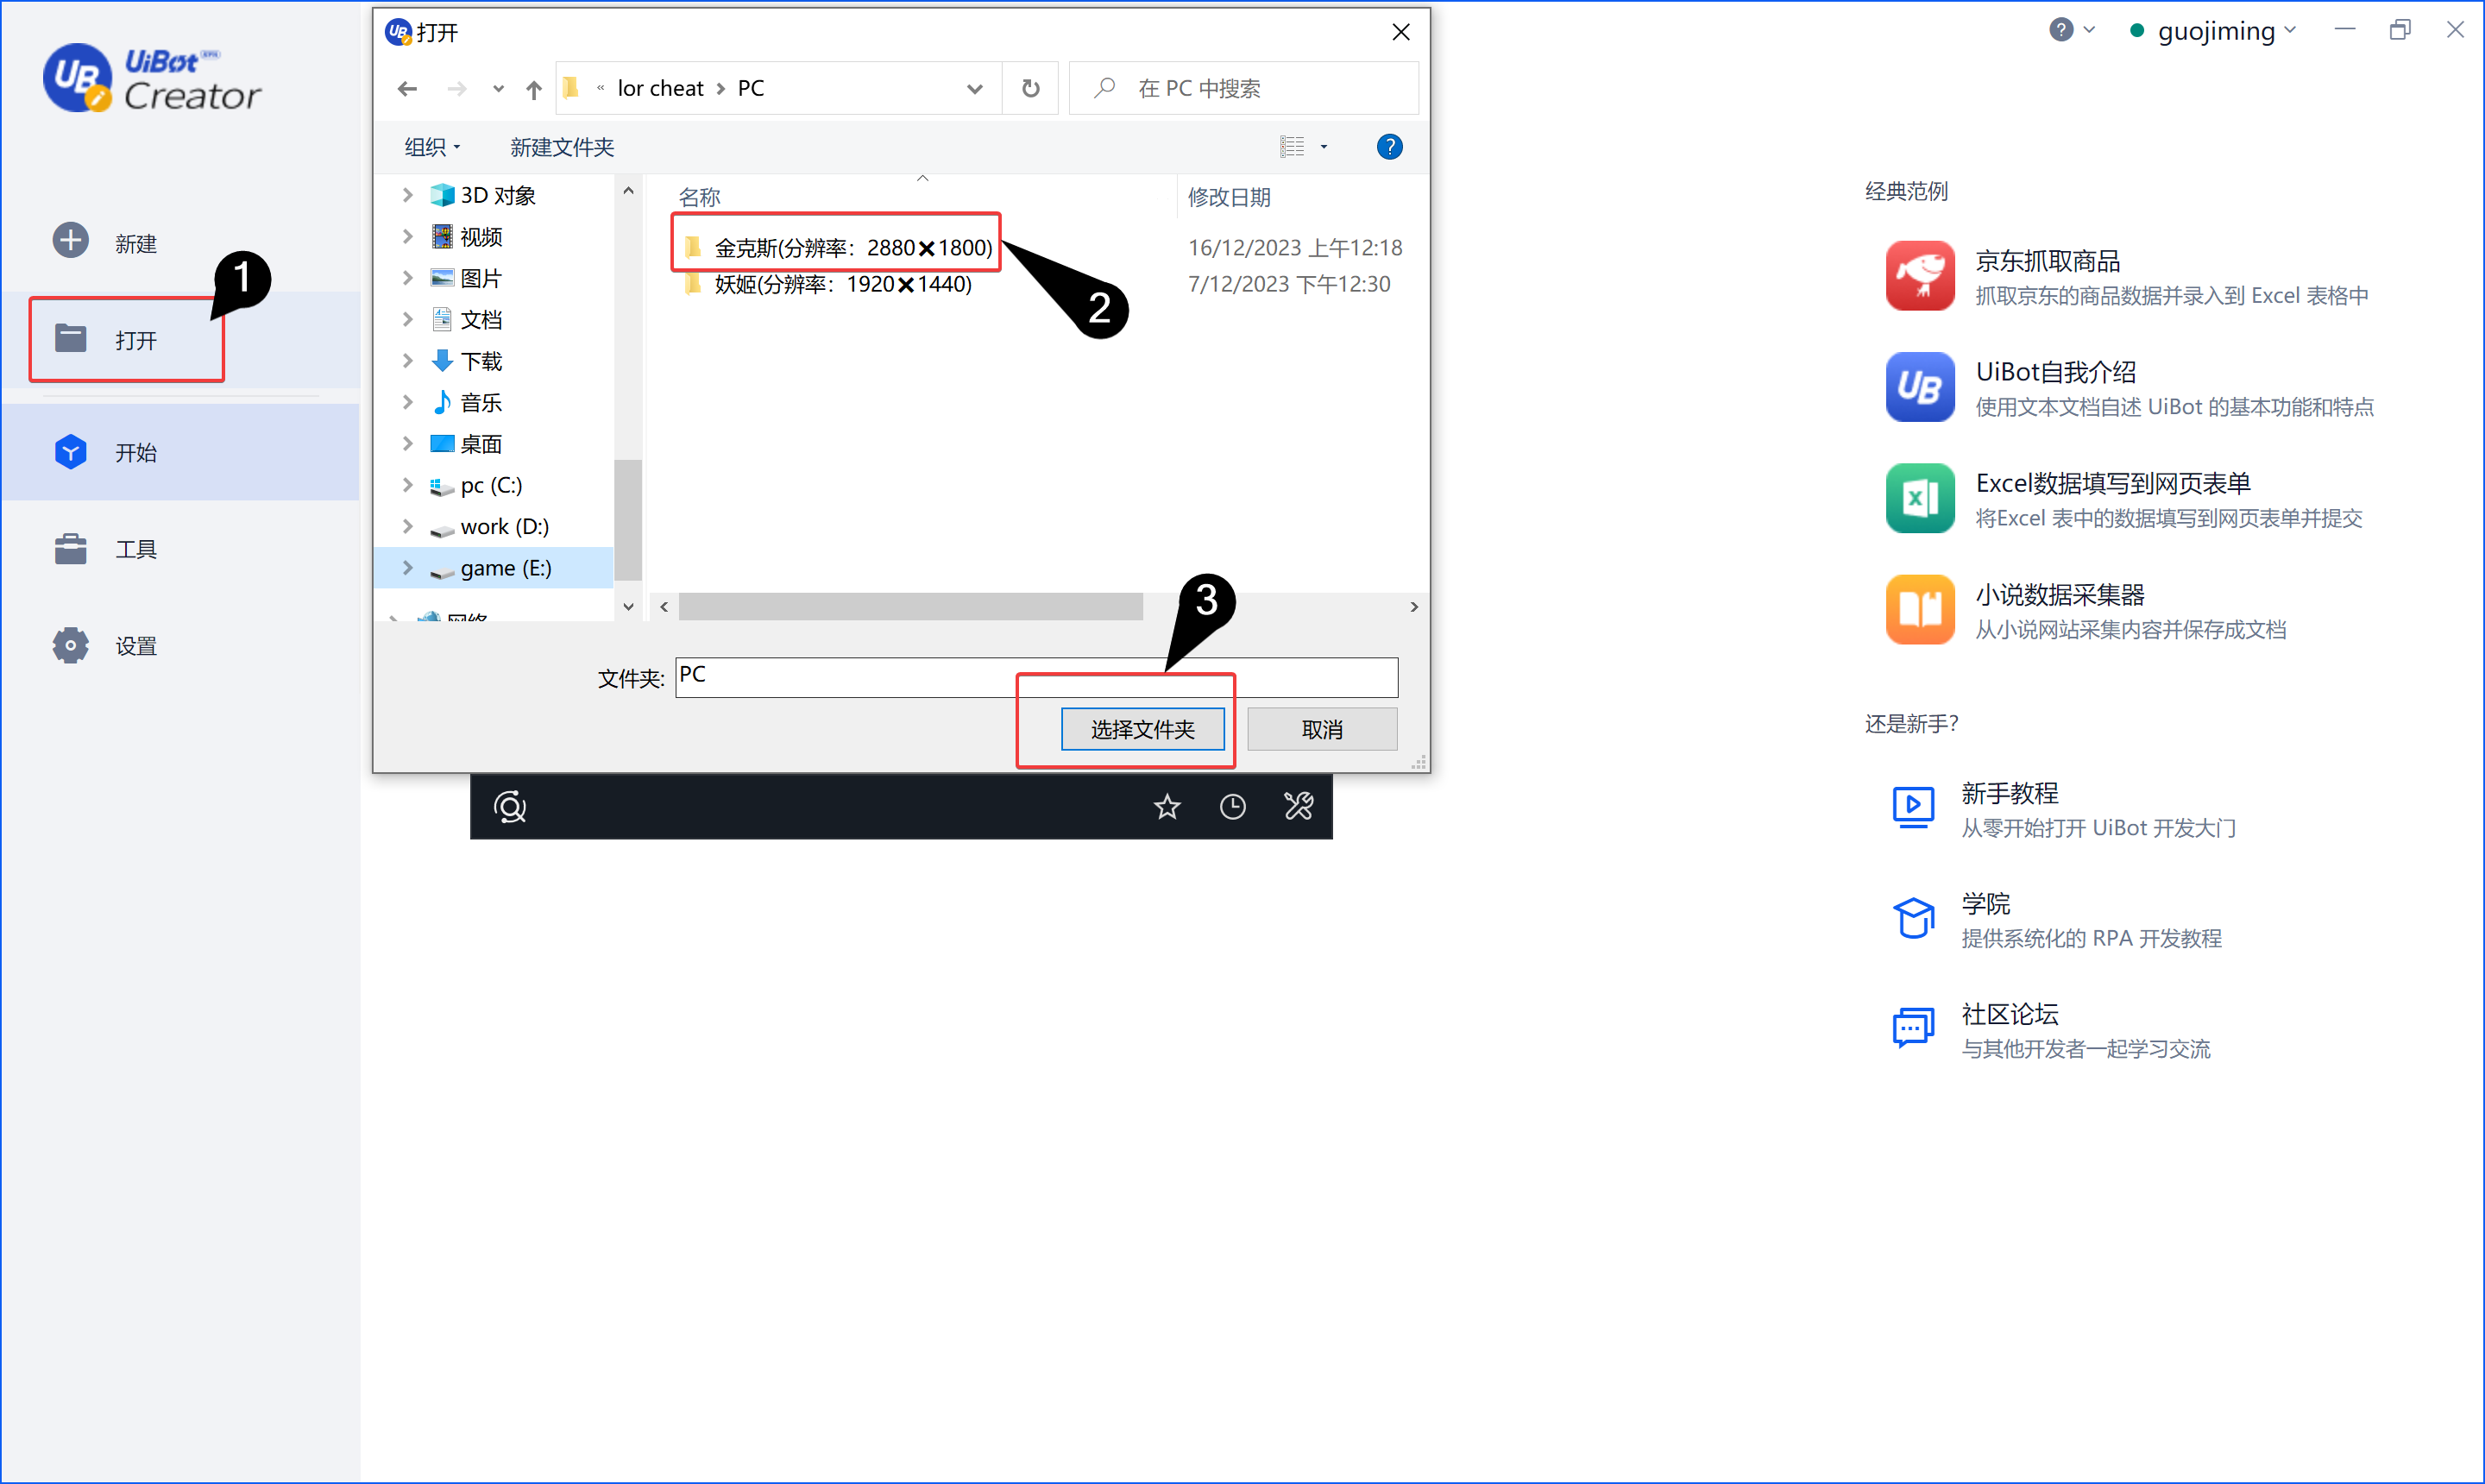 UB UiBot
Creator
新建
1
打开
开始
工具
设置
UB 打开
« lor cheat › PC
在 PC 中搜索
组织
新建文件夹
?
3D 对象
视频
图片
文档
下载
音乐
桌面
pc (C:)
work (D:)
game (E:)
网络
名称
修改日期
金克斯(分辨率：2880✖1800)
16/12/2023 上午12:18
妖姬(分辨率：1920✖1440)
7/12/2023 下午12:30
2
3
文件夹:
PC
选择文件夹
取消
? guojiming
经典范例
京东抓取商品
抓取京东的商品数据并录入到 Excel 表格中
UB
UiBot自我介绍
使用文本文档自述 UiBot 的基本功能和特点
Excel数据填写到网页表单
将Excel 表中的数据填写到网页表单并提交
小说数据采集器
从小说网站采集内容并保存成文档
还是新手?
新手教程
从零开始打开 UiBot 开发大门
学院
提供系统化的 RPA 开发教程
社区论坛
与其他开发者一起学习交流